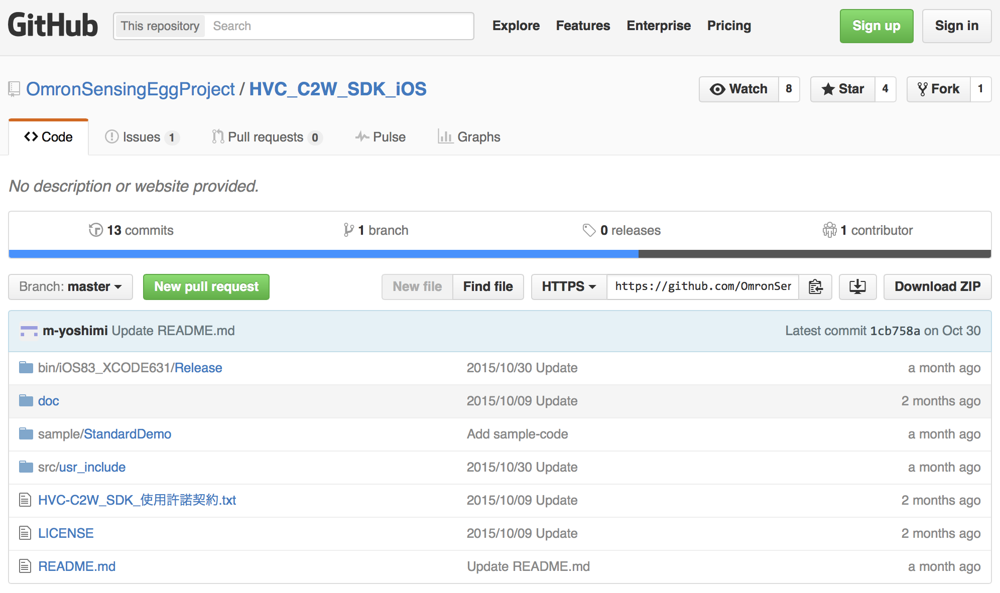 GitHub This repository Search Explore Features Enterprise Pricing Sign up Sign in
OmronSensingEggProject / HVC_C2W_SDK_iOS Watch 8 Star 4 Fork 1
Code Issues 1 Pull requests 0 Pulse Graphs
No description or website provided.
13 commits 1 branch 0 releases 1 contributor
Branch: master New pull request New file Find file HTTPS https://github.com/OmronSer Download ZIP
m-yoshimi Update README.md Latest commit 1cb758a on Oct 30
bin/iOS83_XCODE631/Release 2015/10/30 Update a month ago
doc 2015/10/09 Update 2 months ago
sample/StandardDemo Add sample-code a month ago
src/usr_include 2015/10/30 Update a month ago
HVC-C2W_SDK_使用許諾契約.txt 2015/10/09 Update 2 months ago
LICENSE 2015/10/09 Update 2 months ago
README.md Update README.md a month ago